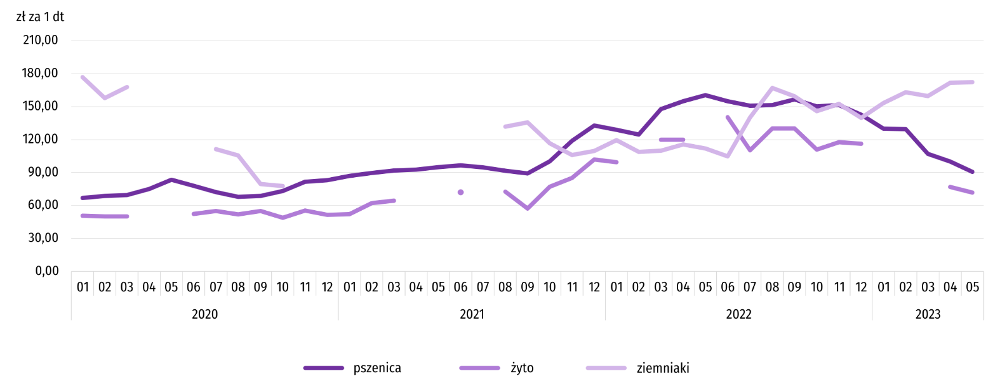 zł za 1 dt
210,00
180,00
150,00
120,00
90,00
60,00
30,00
0,00
01 02 03 04 05 06 07 08 09 10 11 12 01 02 03 04 05 06 07 08 09 10 11 12 01 02 03 04 05 06 07 08 09 10 11 12 01 02 03 04 05
2020 2021 2022 2023
pszenica żyto ziemniaki